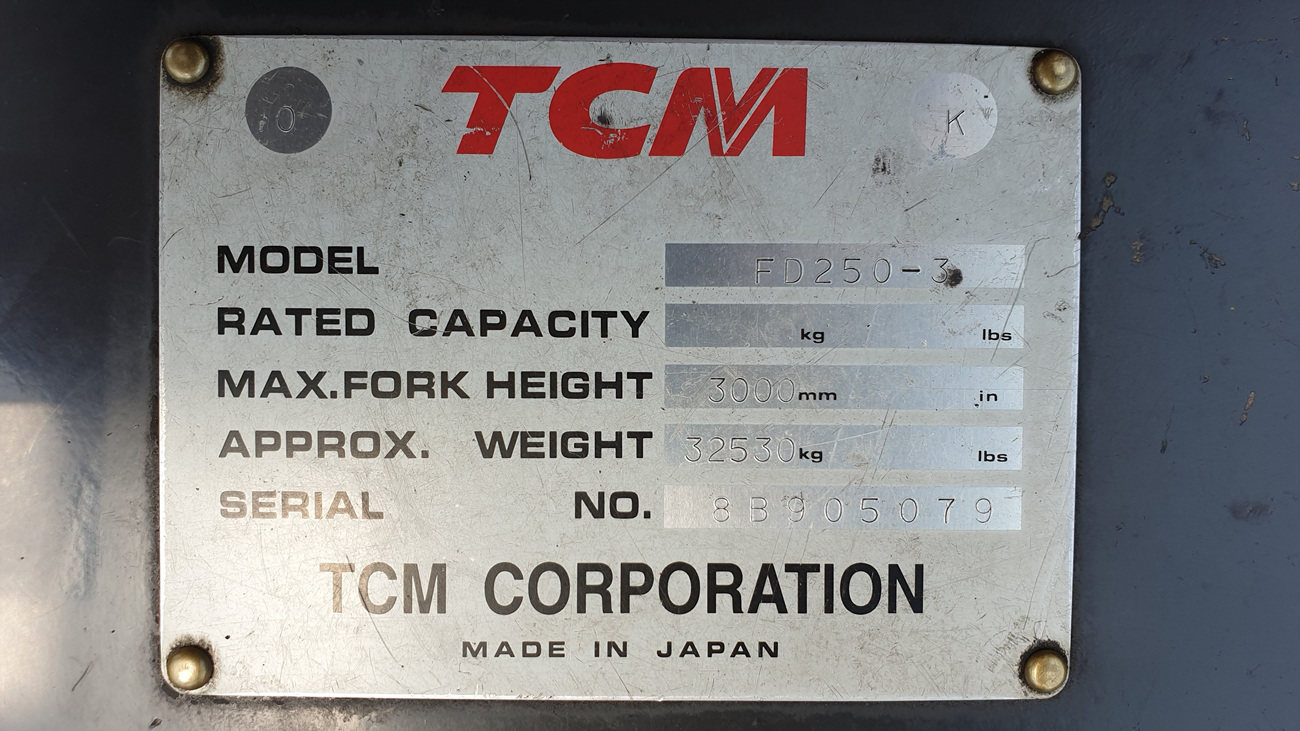 O TCM K
MODEL FD250-3
RATED CAPACITY kg lbs
MAX.FORK HEIGHT 3000mm in
APPROX. WEIGHT 32530kg lbs
SERIAL NO. 8B905079
TCM CORPORATION
MADE IN JAPAN